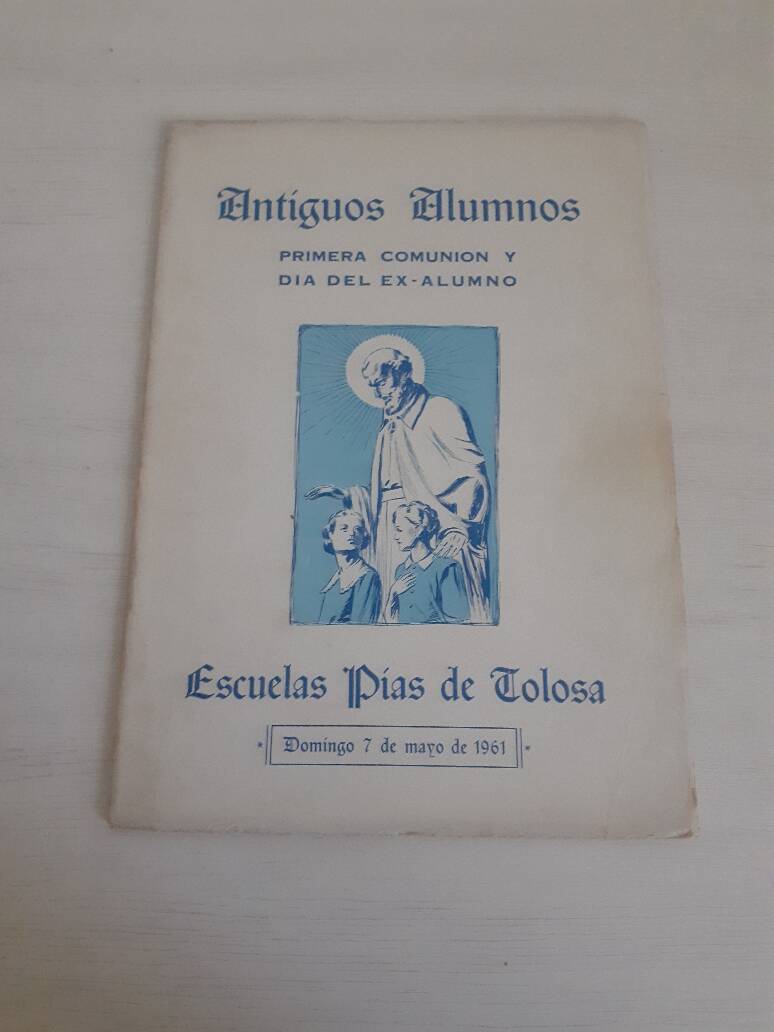 Antiguos Alumnos
PRIMERA COMUNION Y
DIA DEL EX-ALUMNO
Escuelas Pías de Tolosa
* Domingo 7 de mayo de 1961 *